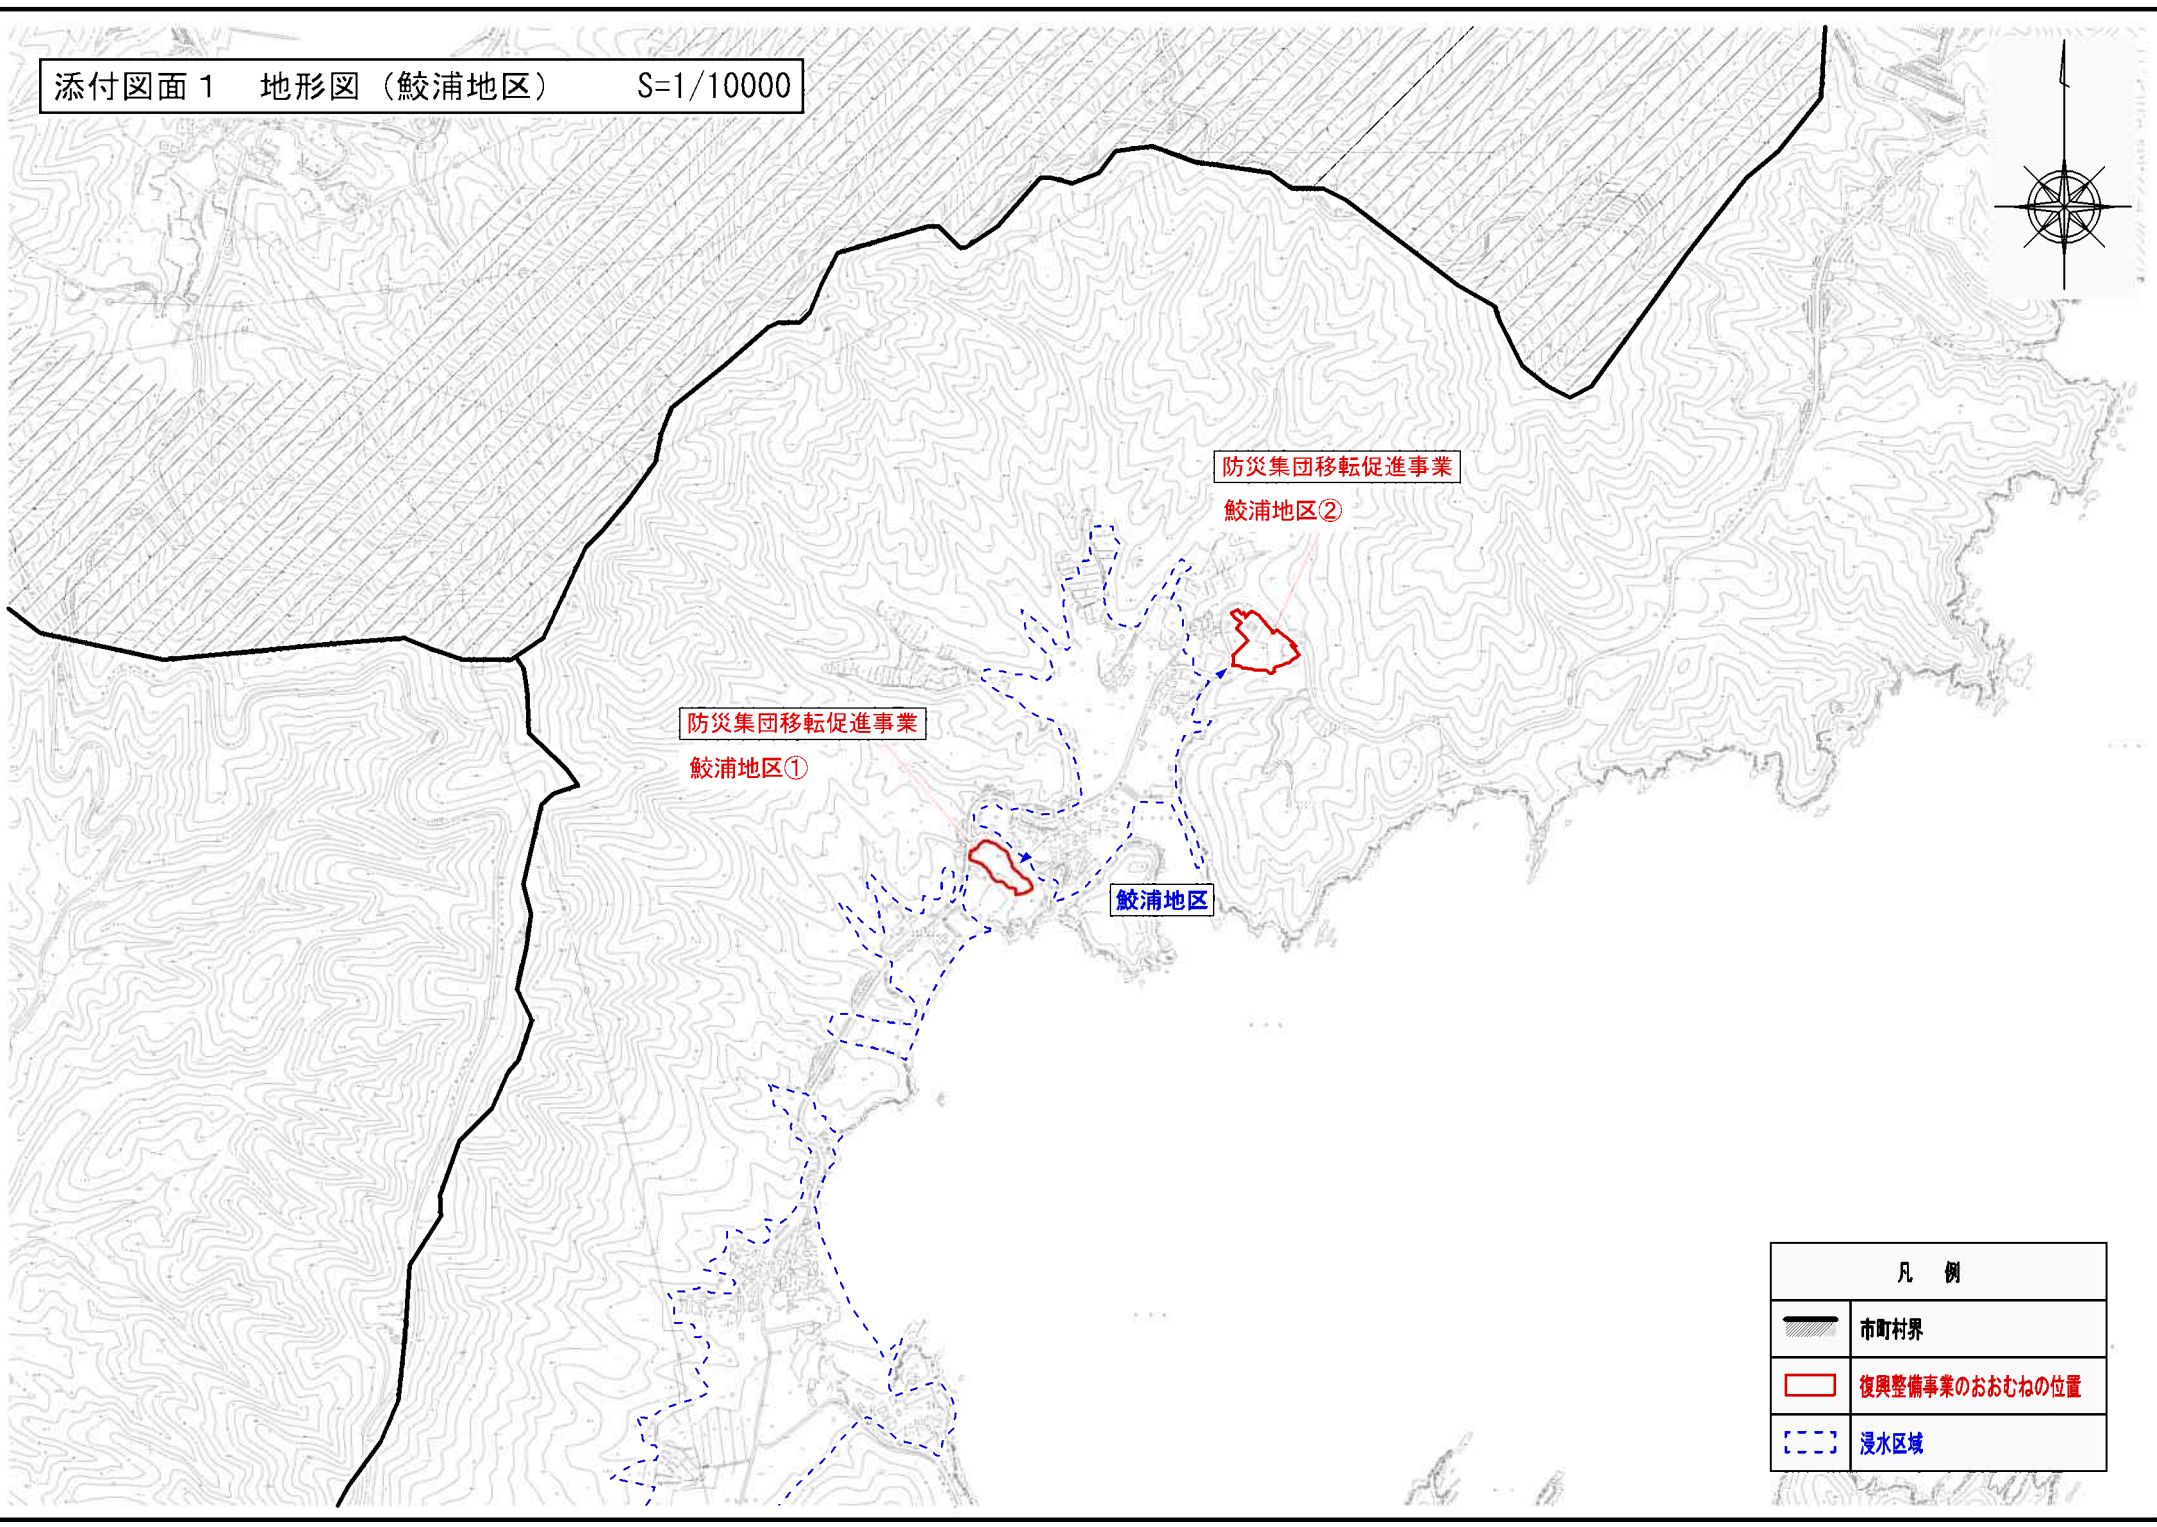 添付図面１　地形図（鮫浦地区）　　S=1/10000
防災集団移転促進事業
鮫浦地区②
防災集団移転促進事業
鮫浦地区①
鮫浦地区
凡　例
市町村界
復興整備事業のおおむねの位置
浸水区域